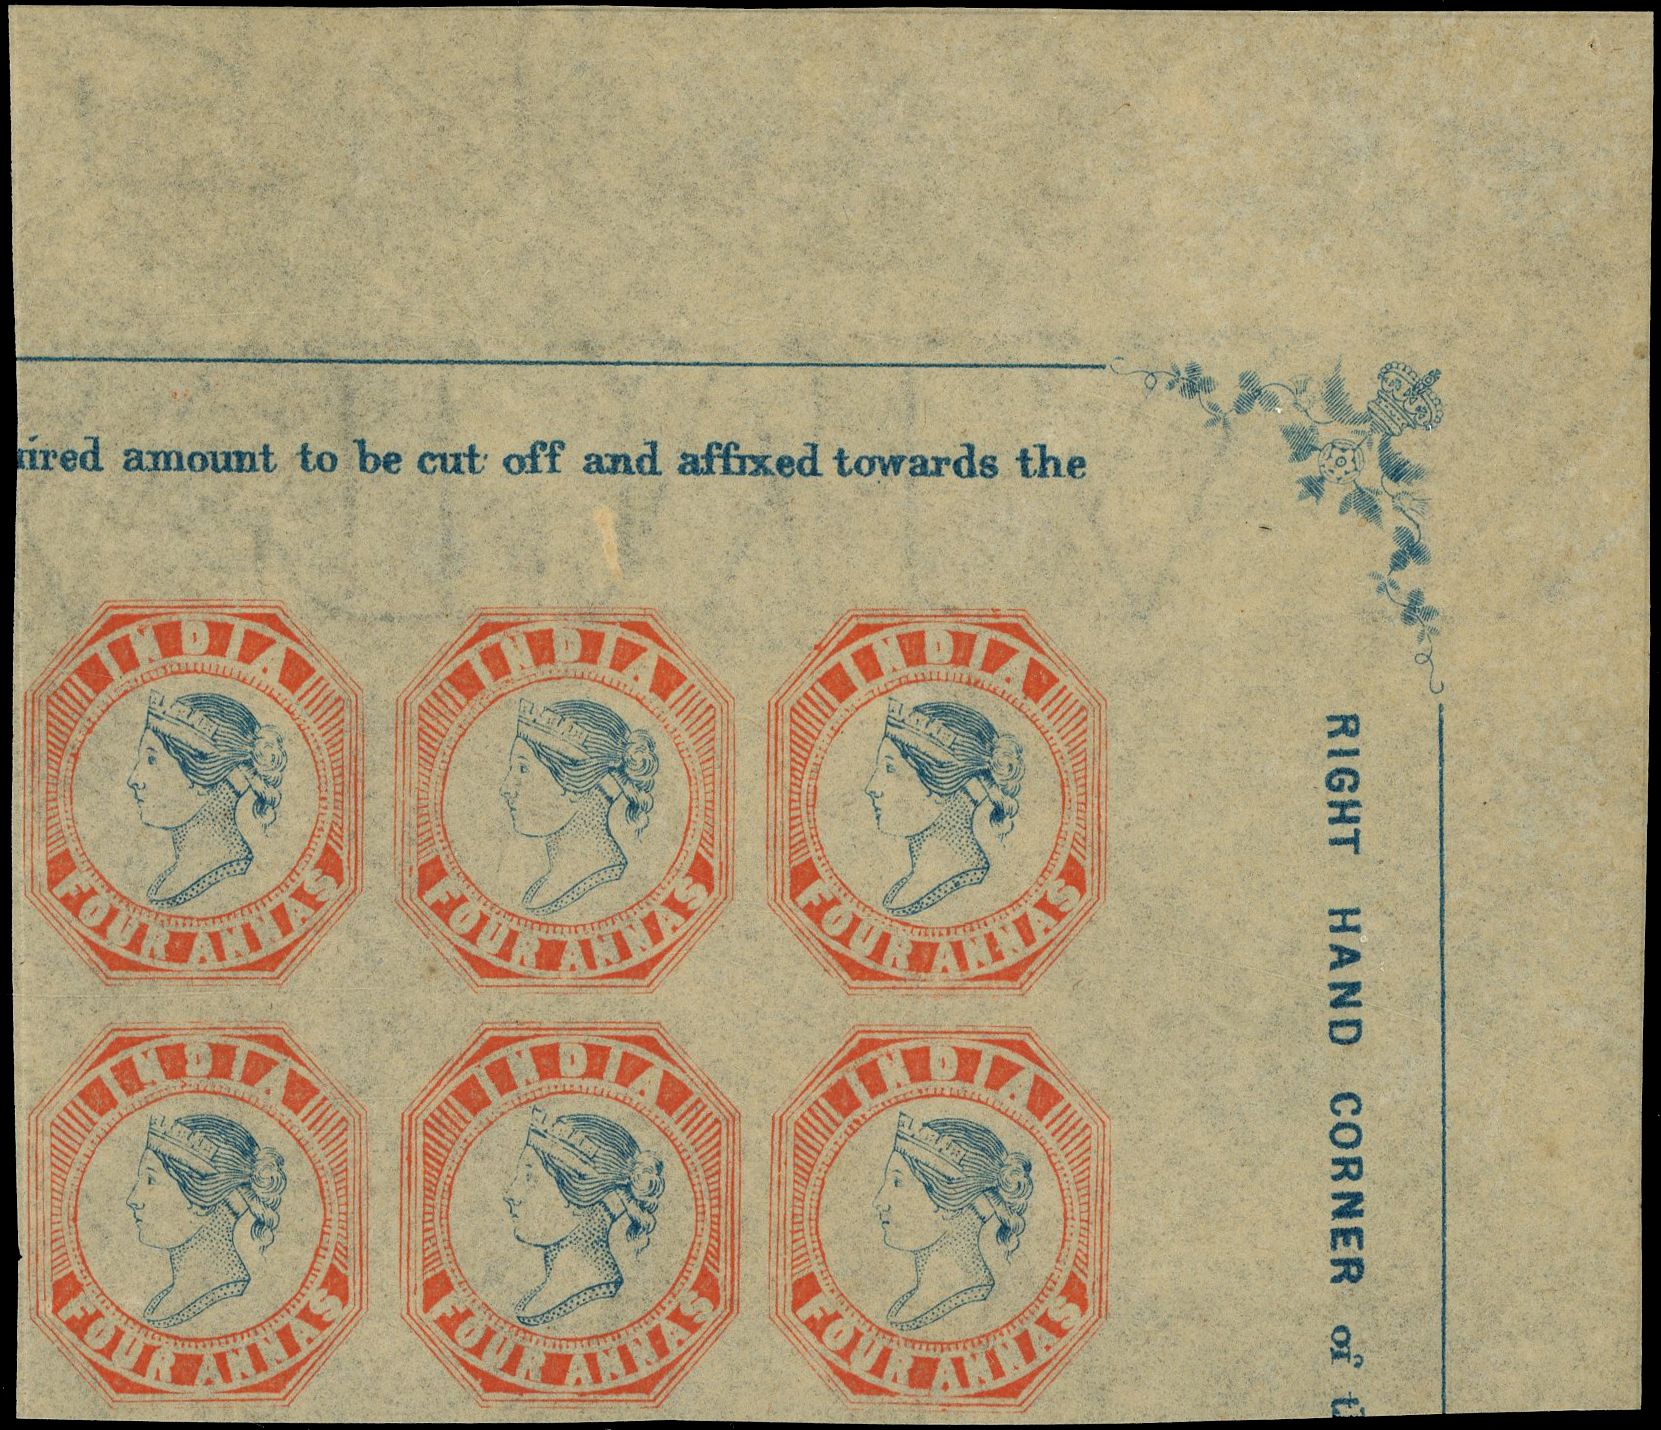 amount to be cut off and affixed towards the
RIGHT HAND CORNER of
INDIA
FOUR ANNAS
INDIA
FOUR ANNAS
INDIA
FOUR ANNAS
INDIA
FOUR ANNAS
INDIA
FOUR ANNAS
INDIA
FOUR ANNAS